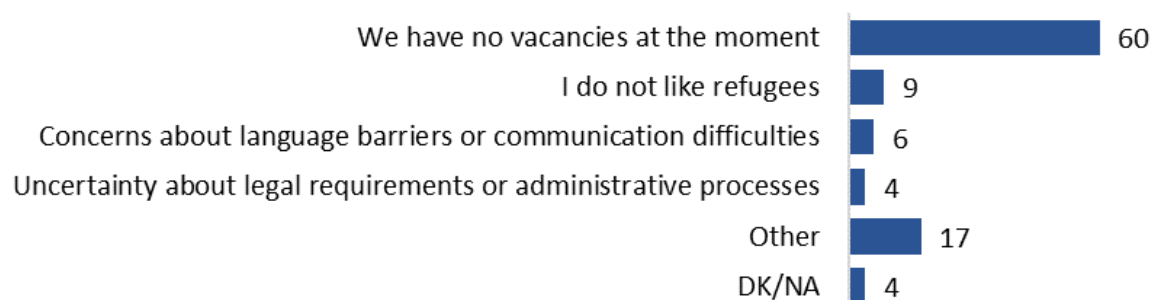 We have no vacancies at the moment 60
I do not like refugees 9
Concerns about language barriers or communication difficulties 6
Uncertainty about legal requirements or administrative processes 4
Other 17
DK/NA 4